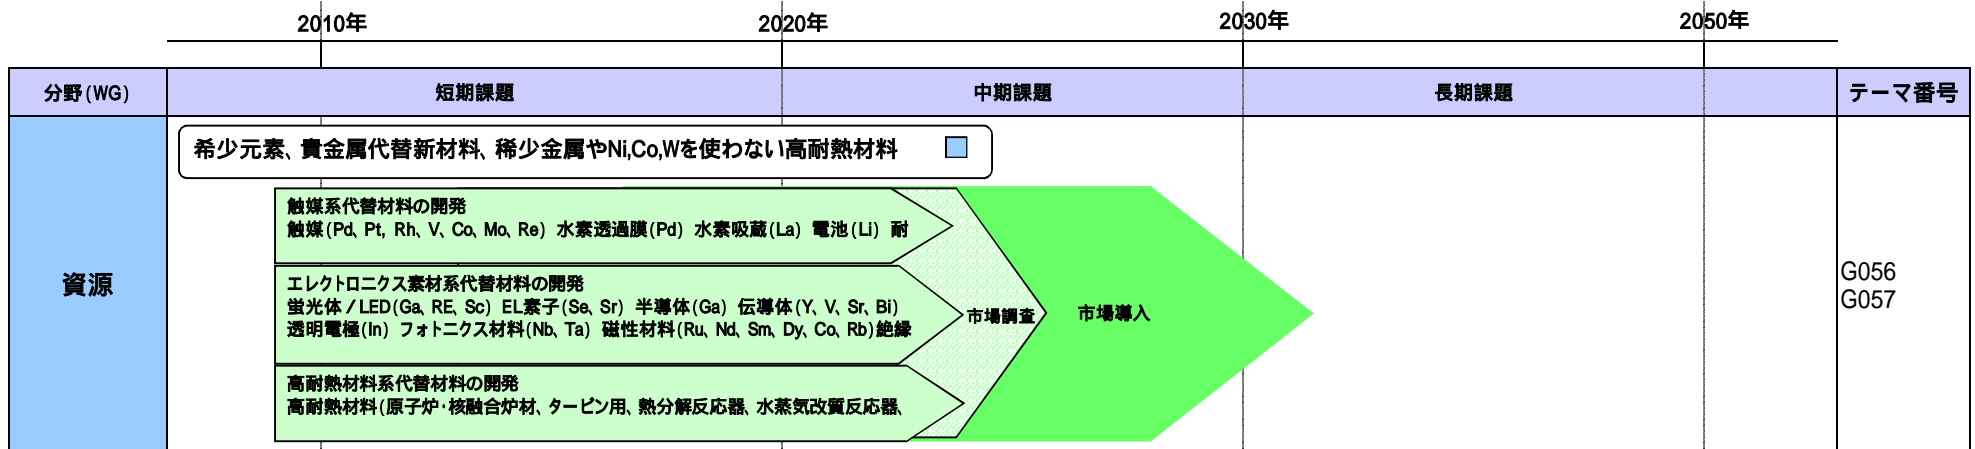 2010年 2020年 2030年 2050年
分野(WG) 短期課題 中期課題 長期課題 テーマ番号
希少元素、貴金属代替新材料、稀少金属やNi,Co,Wを使わない高耐熱材料
触媒系代替材料の開発
触媒(Pd、Pt, Rh、V、Co、Mo、Re) 水素透過膜(Pd) 水素吸蔵(La) 電池(Li) 耐
エレクトロニクス素材系代替材料の開発
蛍光体/LED(Ga、RE、Sc) EL素子(Se、Sr) 半導体(Ga) 伝導体(Y、V、Sr、Bi)
透明電極(In) フォトニクス材料(Nb、Ta) 磁性材料(Ru、Nd、Sm、Dy、Co、Rb)絶縁
高耐熱材料系代替材料の開発
高耐熱材料(原子炉・核融合炉材、タービン用、熱分解反応器、水蒸気改質反応器、
市場調査
市場導入
資源
G056
G057